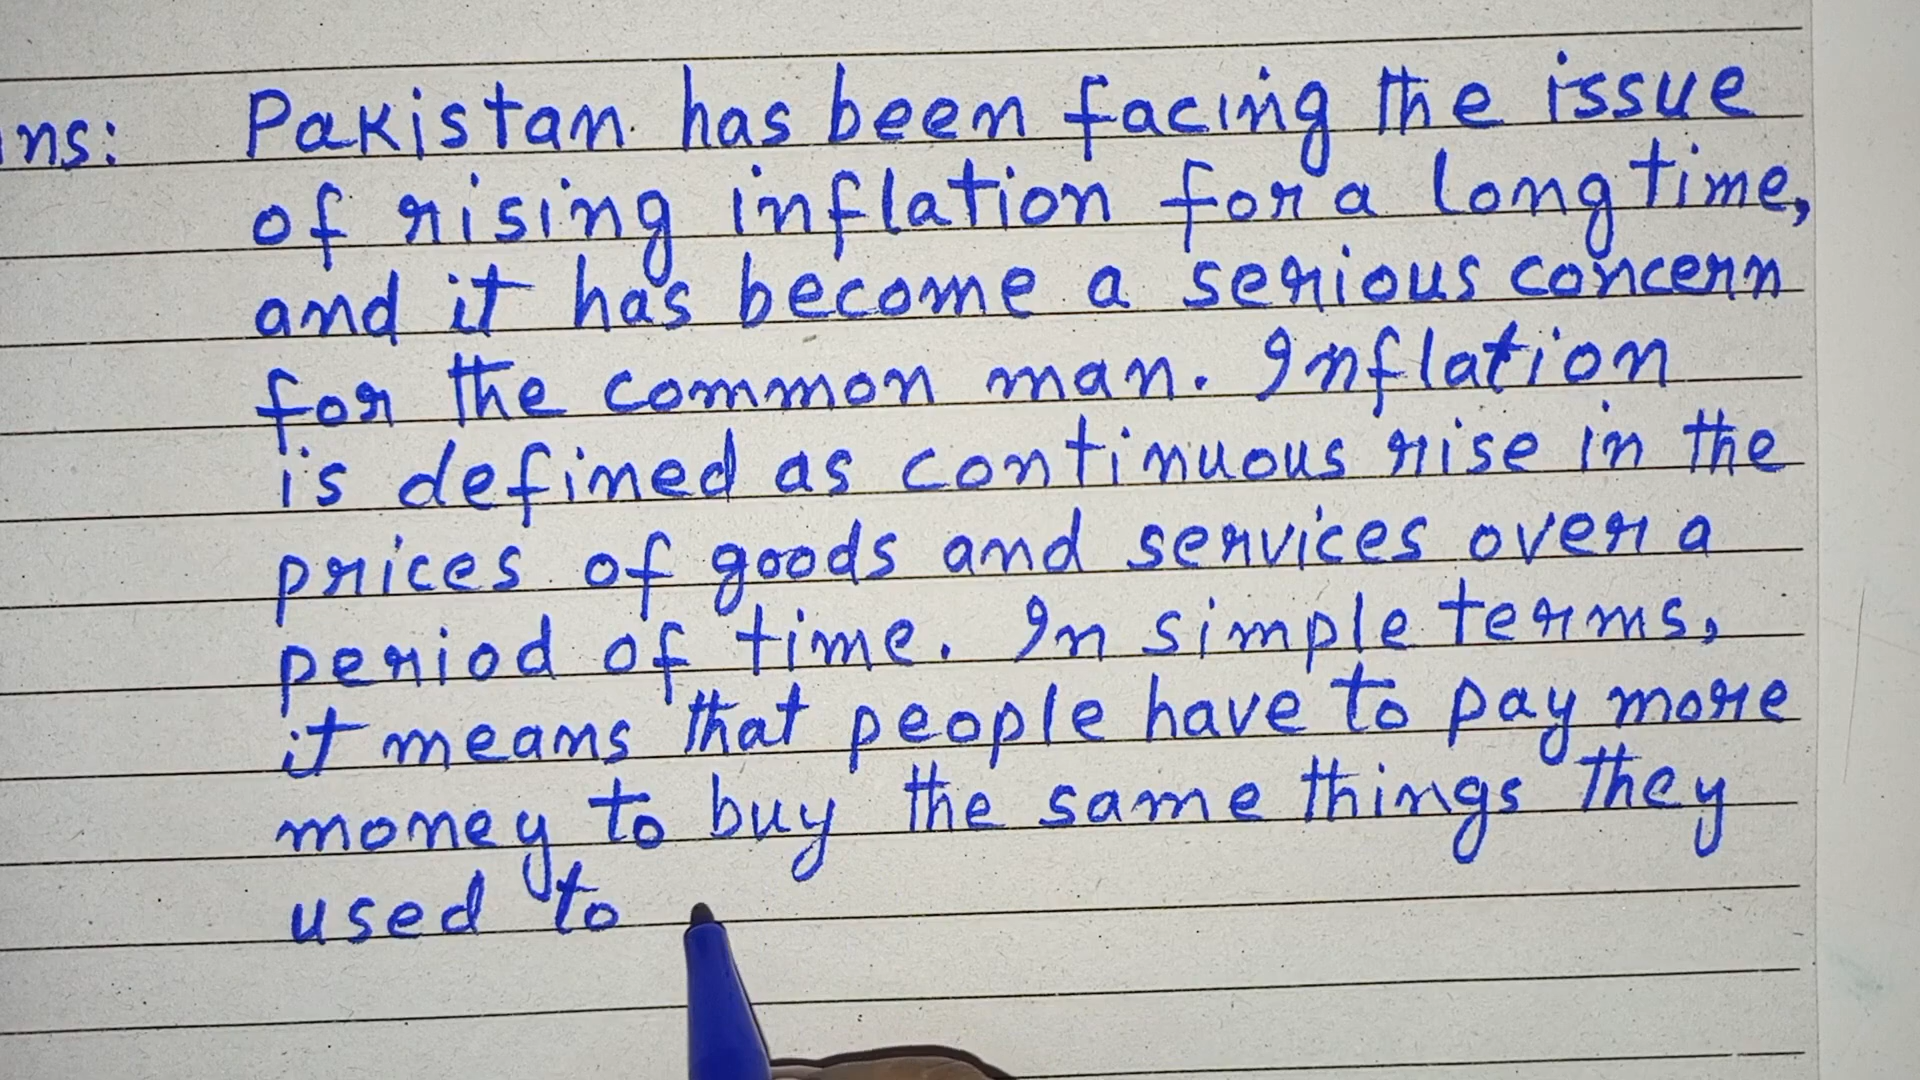 ns: Pakistan has been facing the issue
of rising inflation for a long time,
and it has become a serious concern
for the common man. Inflation
is defined as continuous rise in the
prices of goods and services over a
period of time. In simple terms,
it means that people have to pay more
money to buy the same things they
used to